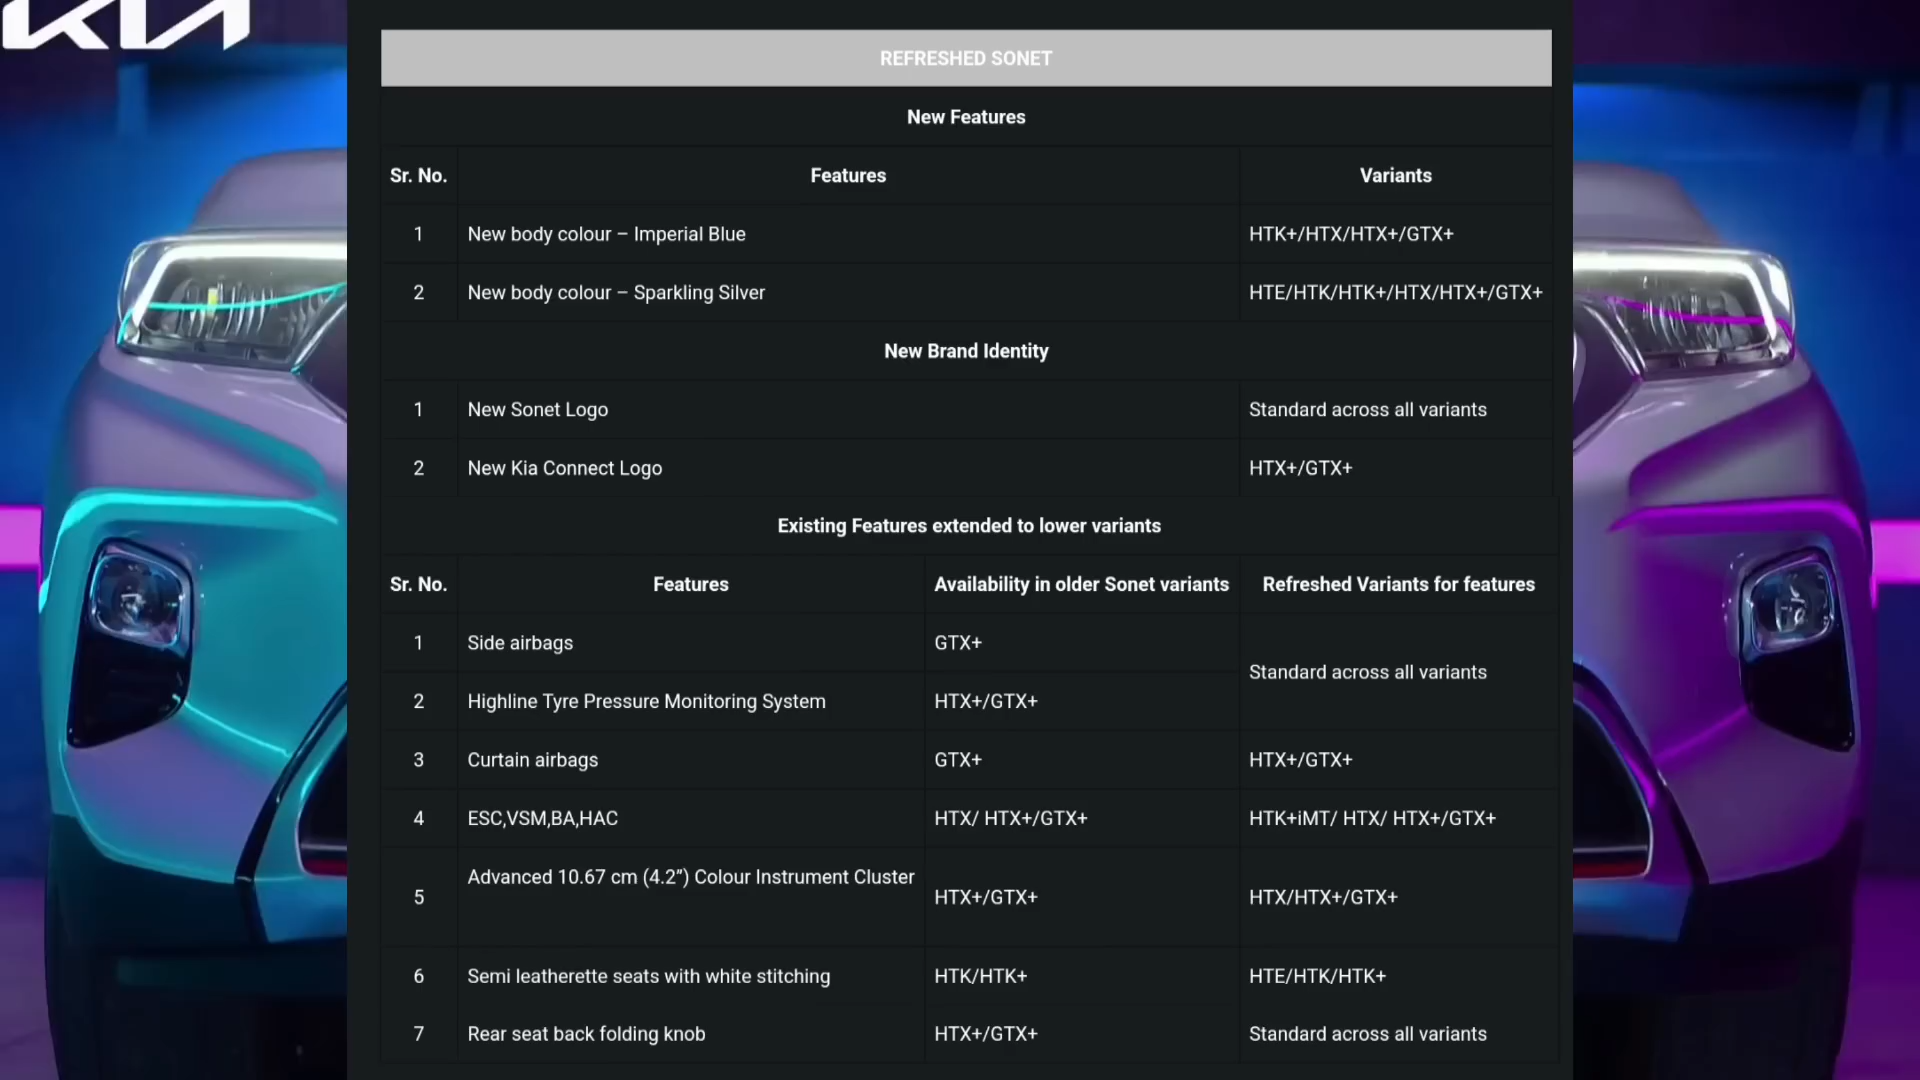 KIA
REFRESHED SONET
New Features
Sr. No. Features Variants
1 New body colour – Imperial Blue HTK+/HTX/HTX+/GTX+
2 New body colour – Sparkling Silver HTE/HTK/HTK+/HTX/HTX+/GTX+
New Brand Identity
1 New Sonet Logo Standard across all variants
2 New Kia Connect Logo HTX+/GTX+
Existing Features extended to lower variants
Sr. No. Features Availability in older Sonet variants Refreshed Variants for features
1 Side airbags GTX+
Standard across all variants
2 Highline Tyre Pressure Monitoring System HTX+/GTX+
3 Curtain airbags GTX+ HTX+/GTX+
4 ESC,VSM,BA,HAC HTX/ HTX+/GTX+ HTK+iMT/ HTX/ HTX+/GTX+
5 Advanced 10.67 cm (4.2”) Colour Instrument Cluster HTX+/GTX+ HTX/HTX+/GTX+
6 Semi leatherette seats with white stitching HTK/HTK+ HTE/HTK/HTK+
7 Rear seat back folding knob HTX+/GTX+ Standard across all variants